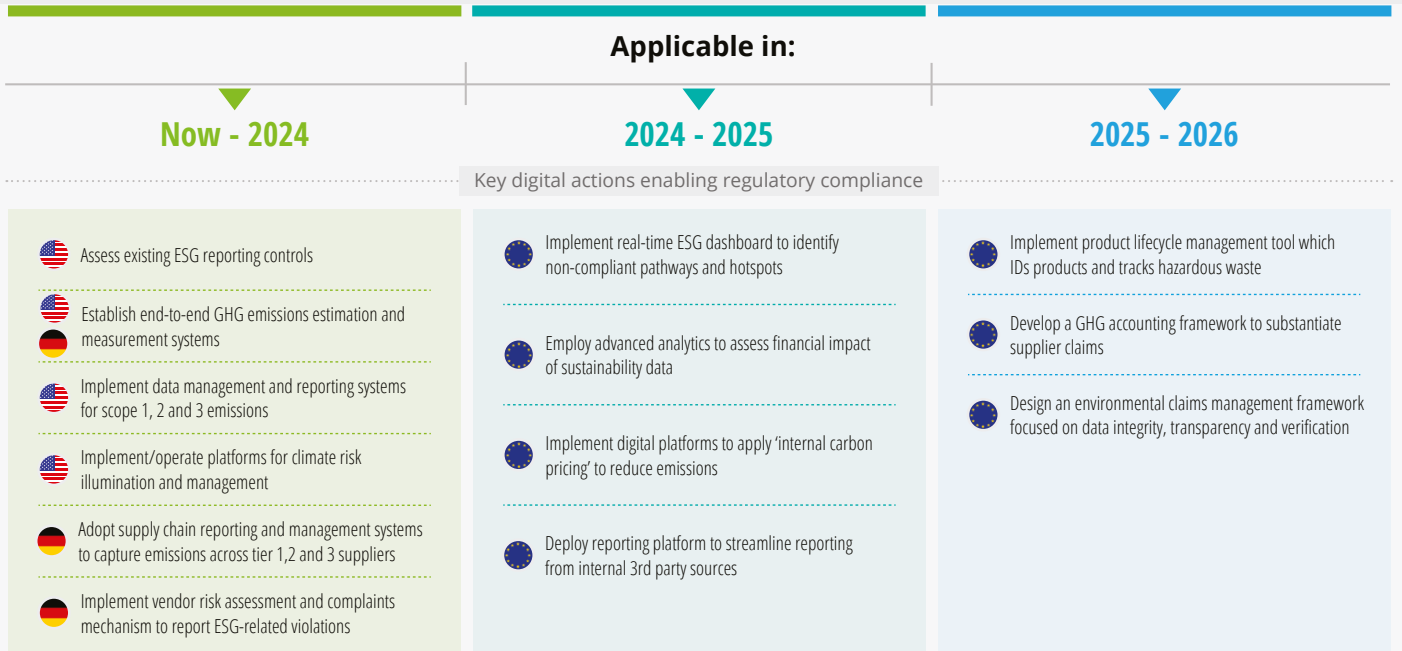 Applicable in:
Now - 2024
2024 - 2025
2025 - 2026
Key digital actions enabling regulatory compliance
Assess existing ESG reporting controls
Establish end-to-end GHG emissions estimation and
measurement systems
Implement data management and reporting systems
for scope 1, 2 and 3 emissions
Implement/operate platforms for climate risk
illumination and management
Adopt supply chain reporting and management systems
to capture emissions across tier 1,2 and 3 suppliers
Implement vendor risk assessment and complaints
mechanism to report ESG-related violations
Implement real-time ESG dashboard to identify
non-compliant pathways and hotspots
Employ advanced analytics to assess financial impact
of sustainability data
Implement digital platforms to apply ‘internal carbon
pricing’ to reduce emissions
Deploy reporting platform to streamline reporting
from internal 3rd party sources
Implement product lifecycle management tool which
IDs products and tracks hazardous waste
Develop a GHG accounting framework to substantiate
supplier claims
Design an environmental claims management framework
focused on data integrity, transparency and verification